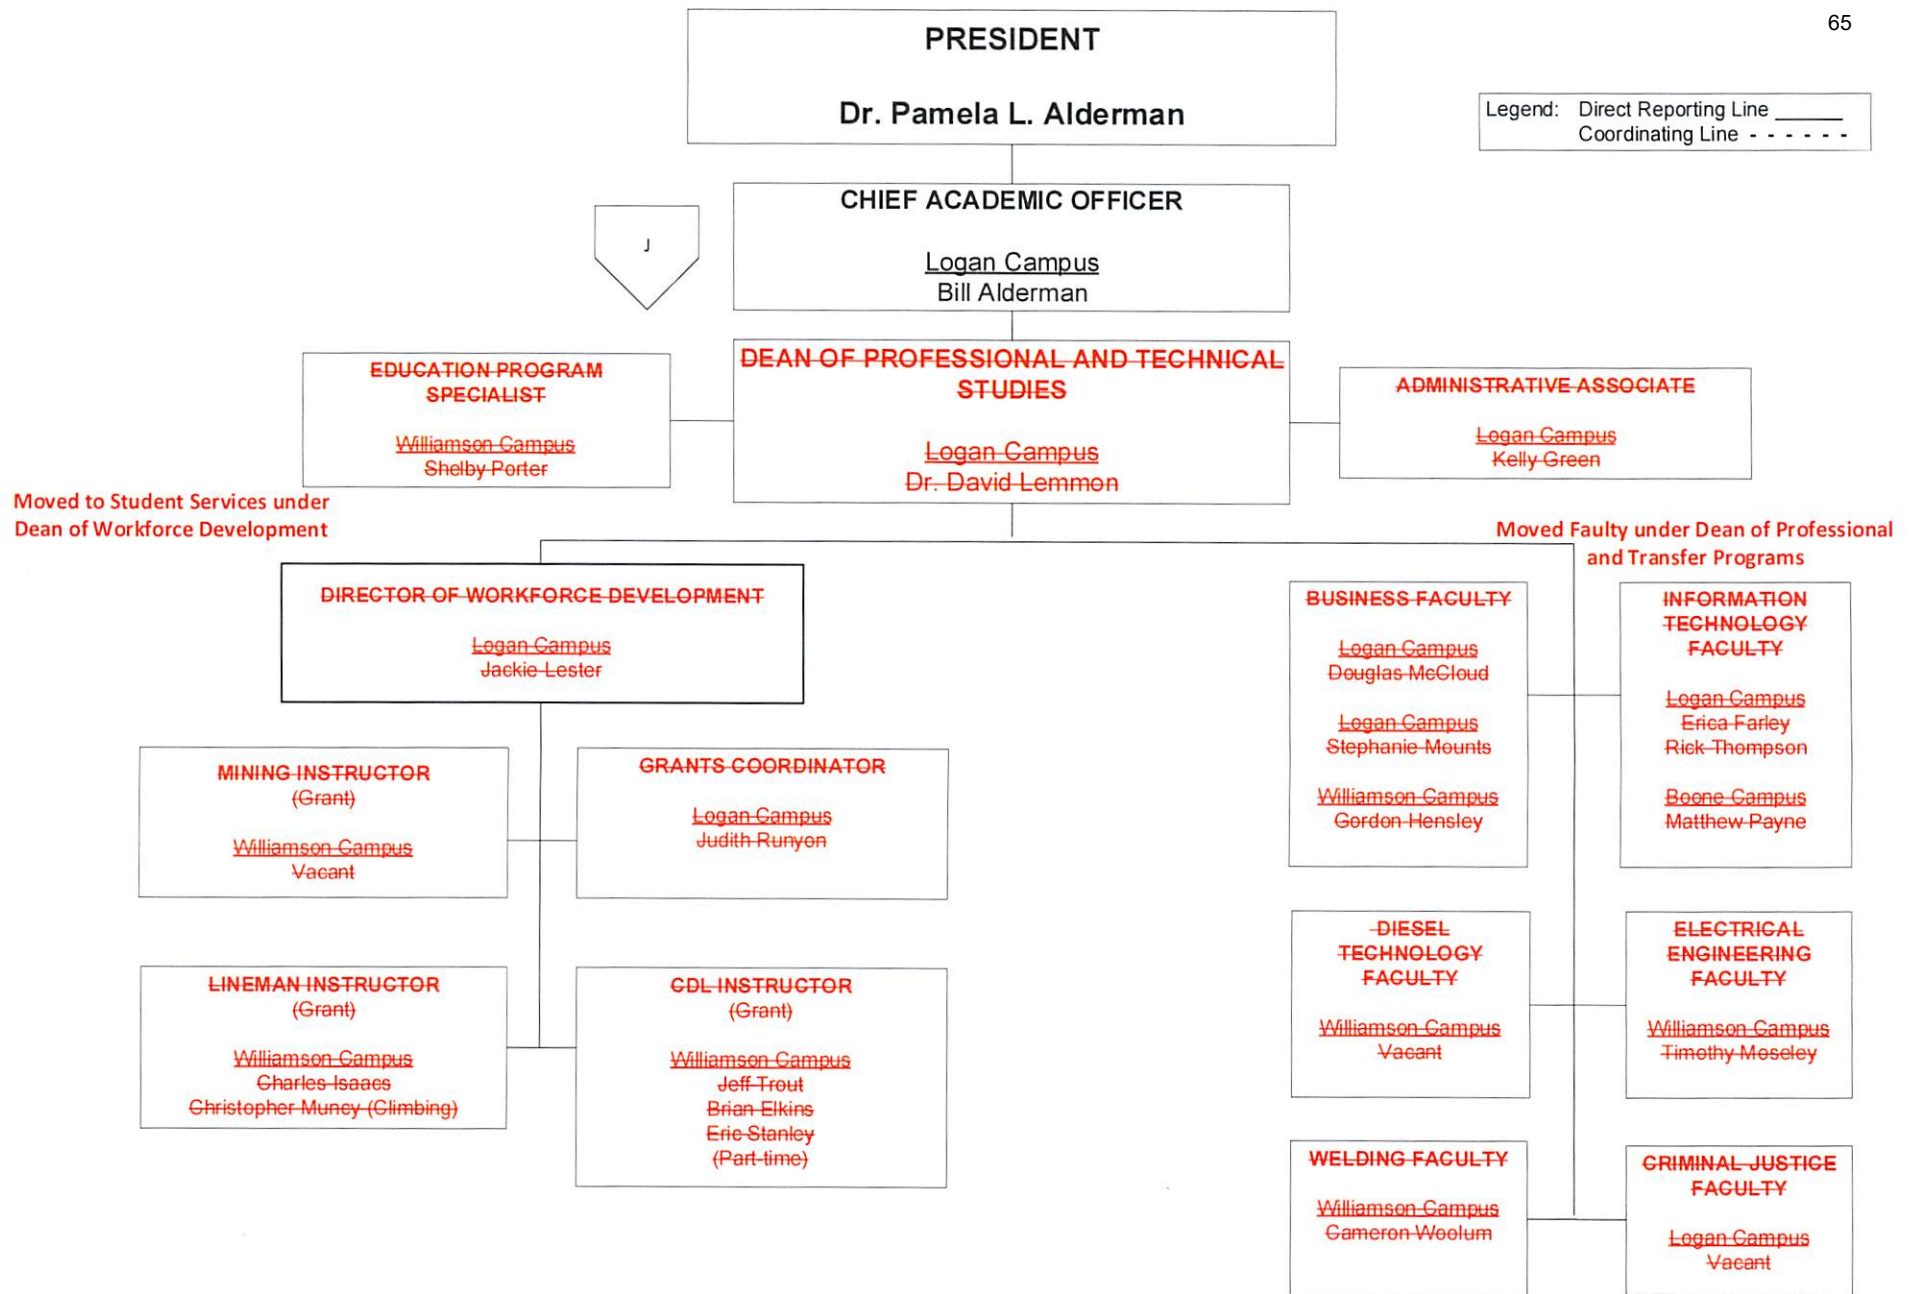 65
PRESIDENT
Dr. Pamela L. Alderman
Legend: Direct Reporting Line ______
Coordinating Line - - - - - -
CHIEF ACADEMIC OFFICER
Logan Campus
Bill Alderman
J
EDUCATION PROGRAM
SPECIALIST
Williamson Campus
Shelby Porter
DEAN OF PROFESSIONAL AND TECHNICAL
STUDIES
Logan Campus
Dr. David Lemmon
ADMINISTRATIVE ASSOCIATE
Logan Campus
Kelly Green
Moved to Student Services under
Dean of Workforce Development
Moved Faulty under Dean of Professional
and Transfer Programs
DIRECTOR OF WORKFORCE DEVELOPMENT
Logan Campus
Jackie Lester
BUSINESS FACULTY
Logan Campus
Douglas McCloud
Logan Campus
Stephanie Mounts
Williamson Campus
Gordon Hensley
INFORMATION
TECHNOLOGY
FACULTY
Logan Campus
Erica Farley
Rick Thompson
Boone Campus
Matthew Payne
MINING INSTRUCTOR
(Grant)
Williamson Campus
Vacant
GRANTS COORDINATOR
Logan Campus
Judith Runyon
LINEMAN INSTRUCTOR
(Grant)
Williamson Campus
Charles Isaacs
Christopher Muncy (Climbing)
CDL INSTRUCTOR
(Grant)
Williamson Campus
Jeff Trout
Brian Elkins
Eric Stanley
(Part-time)
DIESEL
TECHNOLOGY
FACULTY
Williamson Campus
Vacant
ELECTRICAL
ENGINEERING
FACULTY
Williamson Campus
Timothy Moseley
WELDING FACULTY
Williamson Campus
Cameron Woolum
CRIMINAL JUSTICE
FACULTY
Logan Campus
Vacant